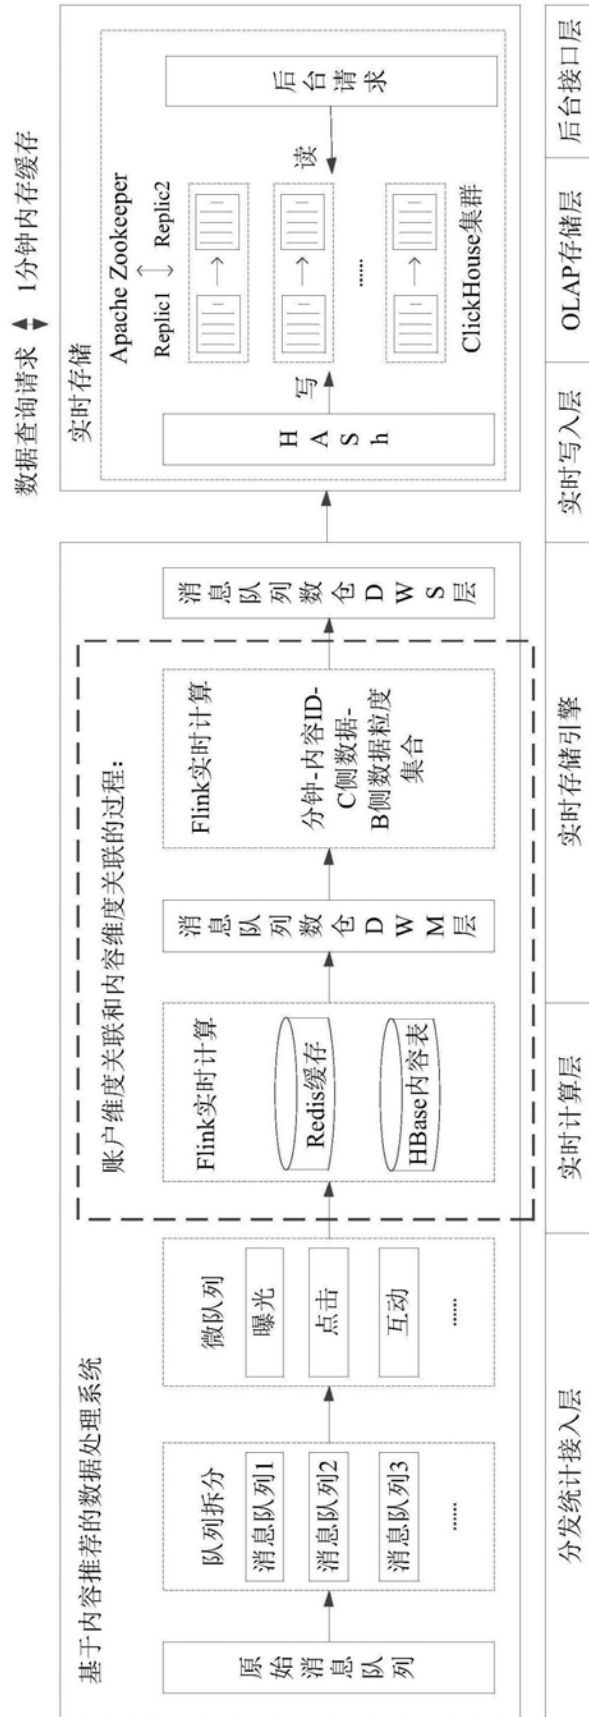 数据查询请求 1分钟内存缓存
基于内容推荐的数据处理系统
原始消息队列
队列拆分
消息队列1
消息队列2
消息队列3
......
微队列
曝光
点击
互动
......
账户维度关联和内容维度关联的过程:
Flink实时计算
Redis缓存
HBase内容表
消息队列数仓DWM层
Flink实时计算
分钟-内容ID-
C侧数据-
B侧数据粒度
集合
消息队列数仓DWS层
实时存储
HASh
写
Apache Zookeeper
Replic1 Replic2
......
ClickHouse集群
读
后台请求
分发统计接入层
实时计算层
实时存储引擎
实时写入层
OLAP存储层
后台接口层